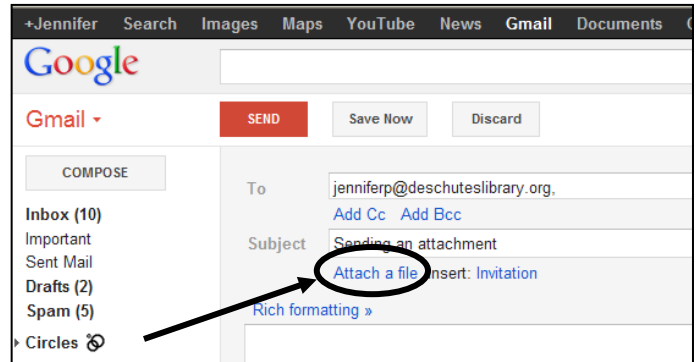 +Jennifer Search Images Maps YouTube News Gmail Documents
Google
Gmail
SEND Save Now Discard
COMPOSE
To jenniferp@deschuteslibrary.org,
Add Cc Add Bcc
Inbox (10)
Important
Sent Mail
Drafts (2)
Spam (5)
Circles
Subject Sending an attachment
Attach a file Insert: Invitation
Rich formatting »